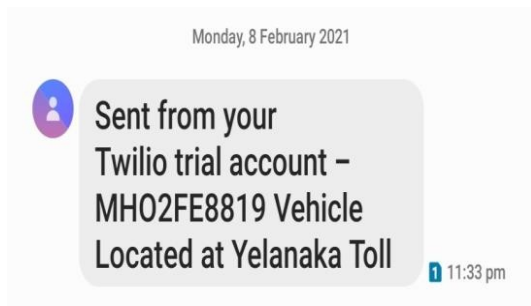 Monday, 8 February 2021
Sent from your
Twilio trial account –
MHO2FE8819 Vehicle
Located at Yelanaka Toll
1 11:33 pm